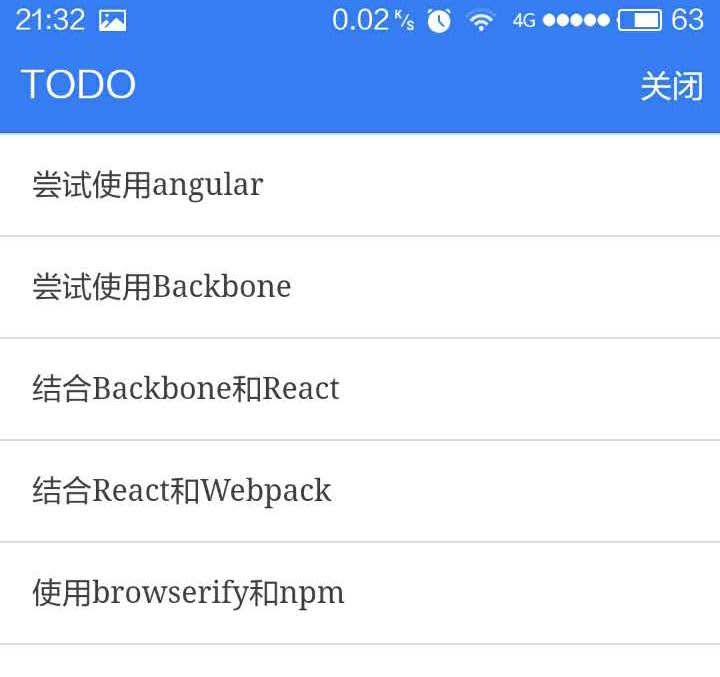 21:32 0.02 K/s 4G 63
TODO 关闭
尝试使用angular
尝试使用Backbone
结合Backbone和React
结合React和Webpack
使用browserify和npm